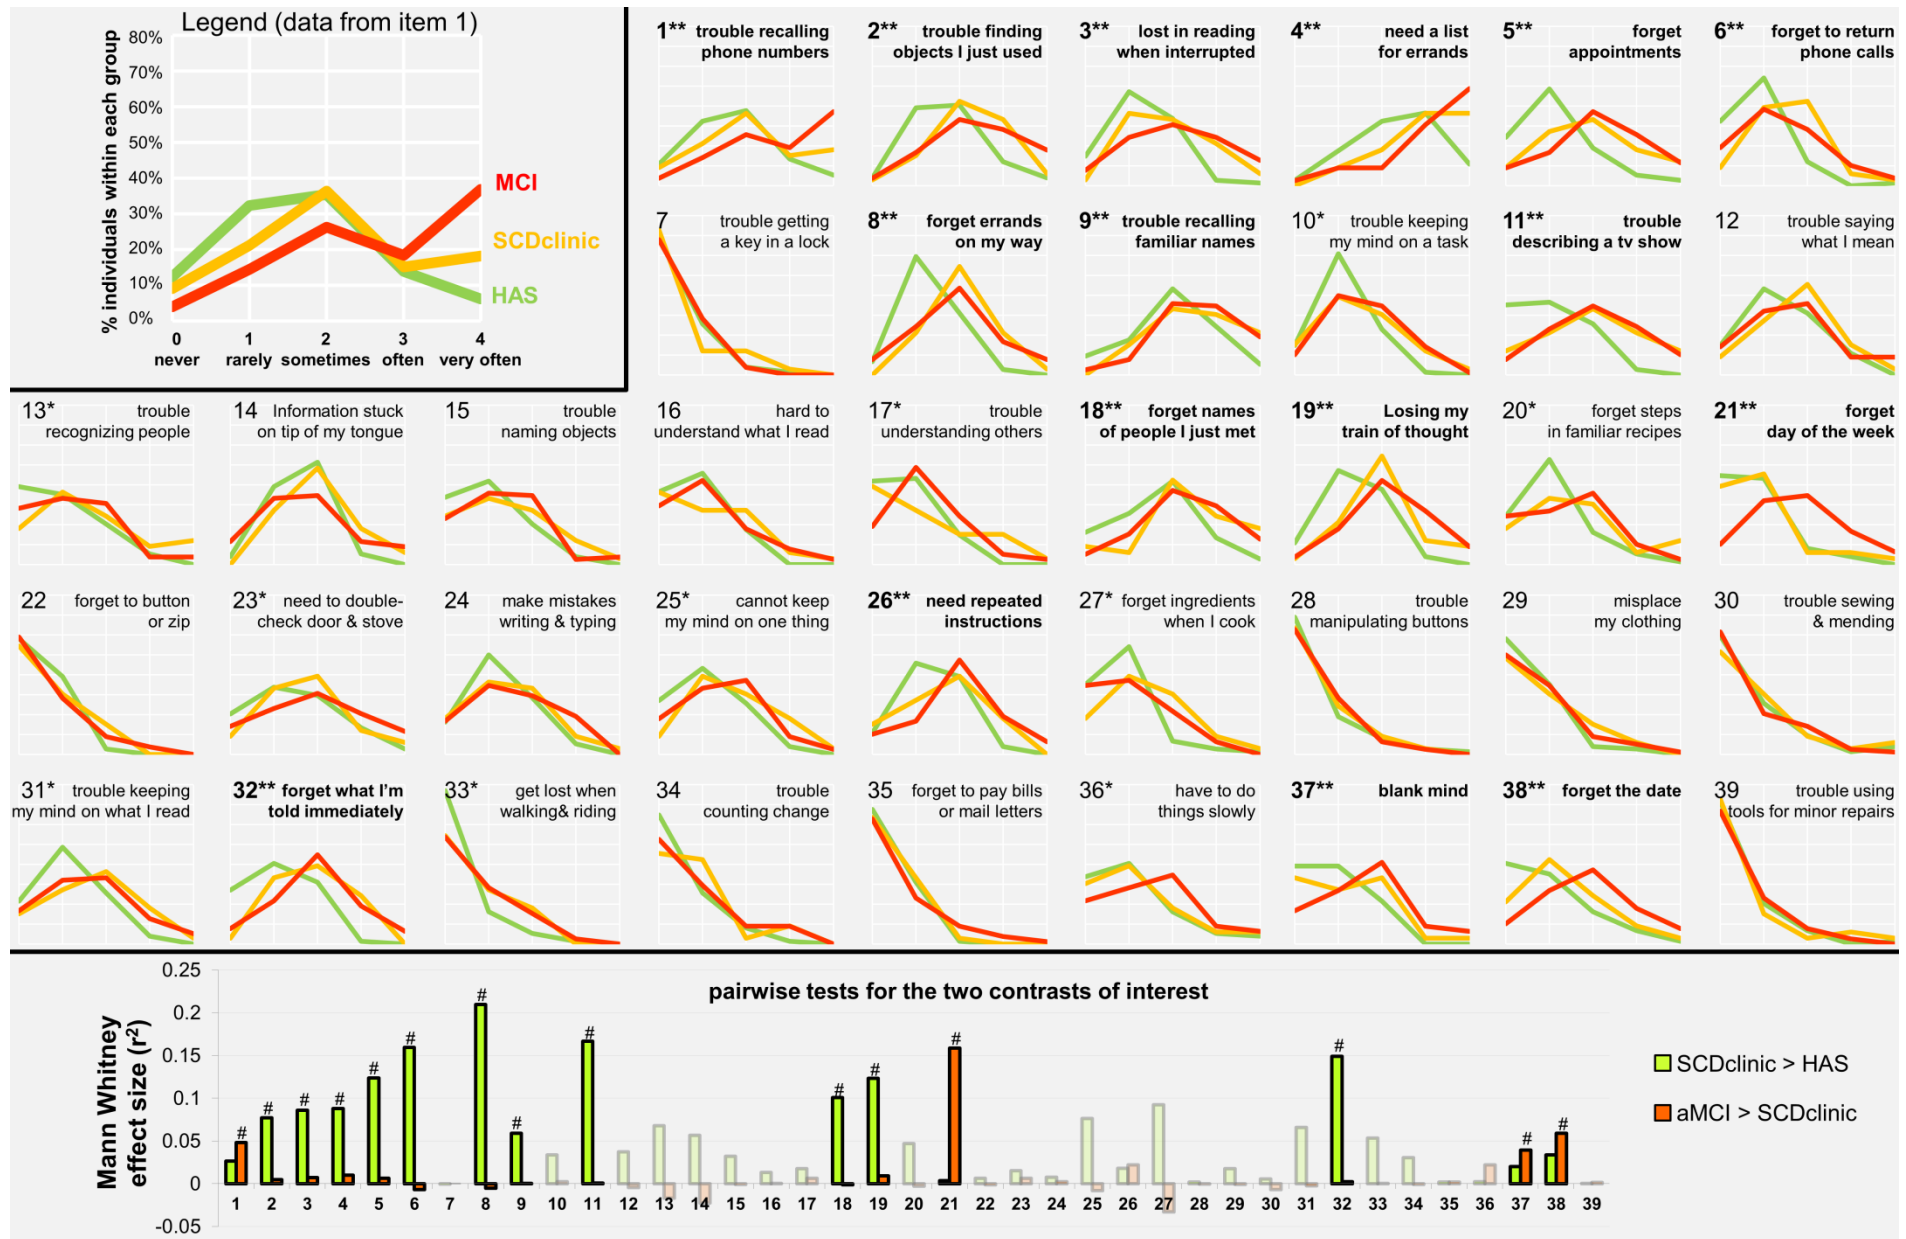 Legend (data from item 1)
% individuals within each group
80%
70%
60%
50%
40%
30%
20%
10%
0%
MCI
SCDclinic
HAS
0 1 2 3 4
never rarely sometimes often very often
1** trouble recalling
phone numbers
2** trouble finding
objects I just used
3** lost in reading
when interrupted
4** need a list
for errands
5** forget
appointments
6** forget to return
phone calls
7 trouble getting
a key in a lock
8** forget errands
on my way
9** trouble recalling
familiar names
10* trouble keeping
my mind on a task
11** trouble
describing a tv show
12 trouble saying
what I mean
13* trouble
recognizing people
14 Information stuck
on tip of my tongue
15 trouble
naming objects
16 hard to
understand what I read
17* trouble
understanding others
18** forget names
of people I just met
19** Losing my
train of thought
20* forget steps
in familiar recipes
21** forget
day of the week
22 forget to button
or zip
23* need to double-
check door & stove
24 make mistakes
writing & typing
25* cannot keep
my mind on one thing
26** need repeated
instructions
27* forget ingredients
when I cook
28 trouble
manipulating buttons
29 misplace
my clothing
30 trouble sewing
& mending
31* trouble keeping
my mind on what I read
32** forget what I'm
told immediately
33* get lost when
walking& riding
34 trouble
counting change
35 forget to pay bills
or mail letters
36* have to do
things slowly
37** blank mind
38** forget the date
39 trouble using
tools for minor repairs
pairwise tests for the two contrasts of interest
Mann Whitney
effect size (r²)
0.25
0.2
0.15
0.1
0.05
0
-0.05
# # # # # # # # # # # # # # # #
1 2 3 4 5 6 7 8 9 10 11 12 13 14 15 16 17 18 19 20 21 22 23 24 25 26 27 28 29 30 31 32 33 34 35 36 37 38 39
SCDclinic > HAS
aMCI > SCDclinic